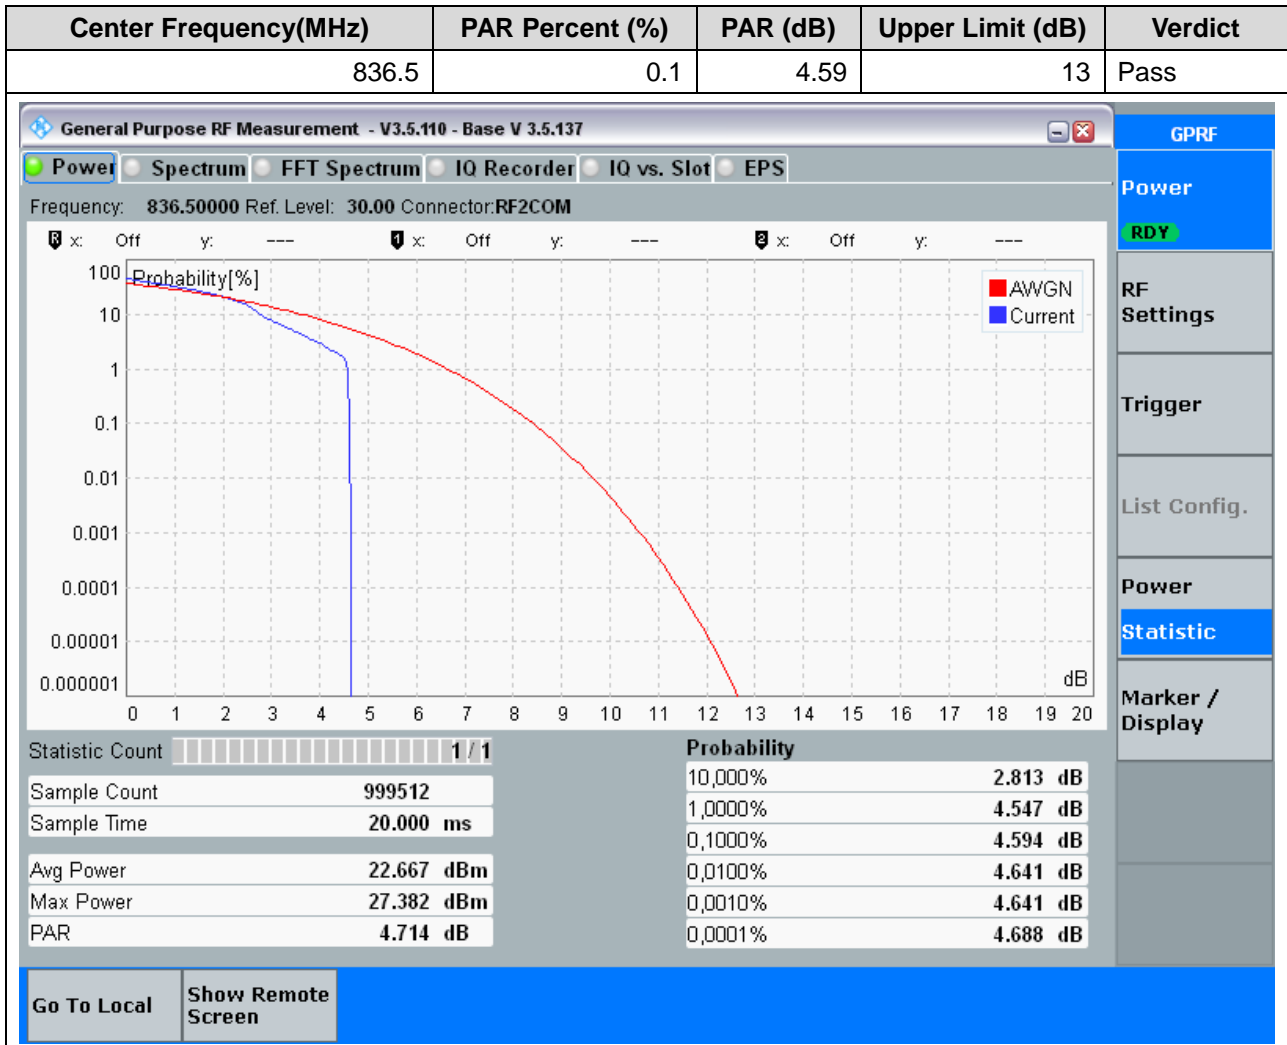 Center Frequency(MHz) PAR Percent (%) PAR (dB) Upper Limit (dB) Verdict
836.5 0.1 4.59 13 Pass
General Purpose RF Measurement - V3.5.110 - Base V 3.5.137
GPRF
Power Spectrum FFT Spectrum IQ Recorder IQ vs. Slot EPS
Power
RDY
Frequency: 836.50000 Ref. Level: 30.00 Connector:RF2COM
R x: Off y: --- 1 x: Off y: --- 2 x: Off y: ---
Probability[%]
AWGN
Current
100
10
1
0.1
0.01
0.001
0.0001
0.00001
0.000001
dB
0 1 2 3 4 5 6 7 8 9 10 11 12 13 14 15 16 17 18 19 20
RF
Settings
Trigger
List Config.
Power
Statistic
Marker /
Display
Statistic Count 1 / 1
Sample Count 999512
Sample Time 20.000 ms
Avg Power 22.667 dBm
Max Power 27.382 dBm
PAR 4.714 dB
Probability
10,000% 2.813 dB
1,0000% 4.547 dB
0,1000% 4.594 dB
0,0100% 4.641 dB
0,0010% 4.641 dB
0,0001% 4.688 dB
Go To Local
Show Remote
Screen